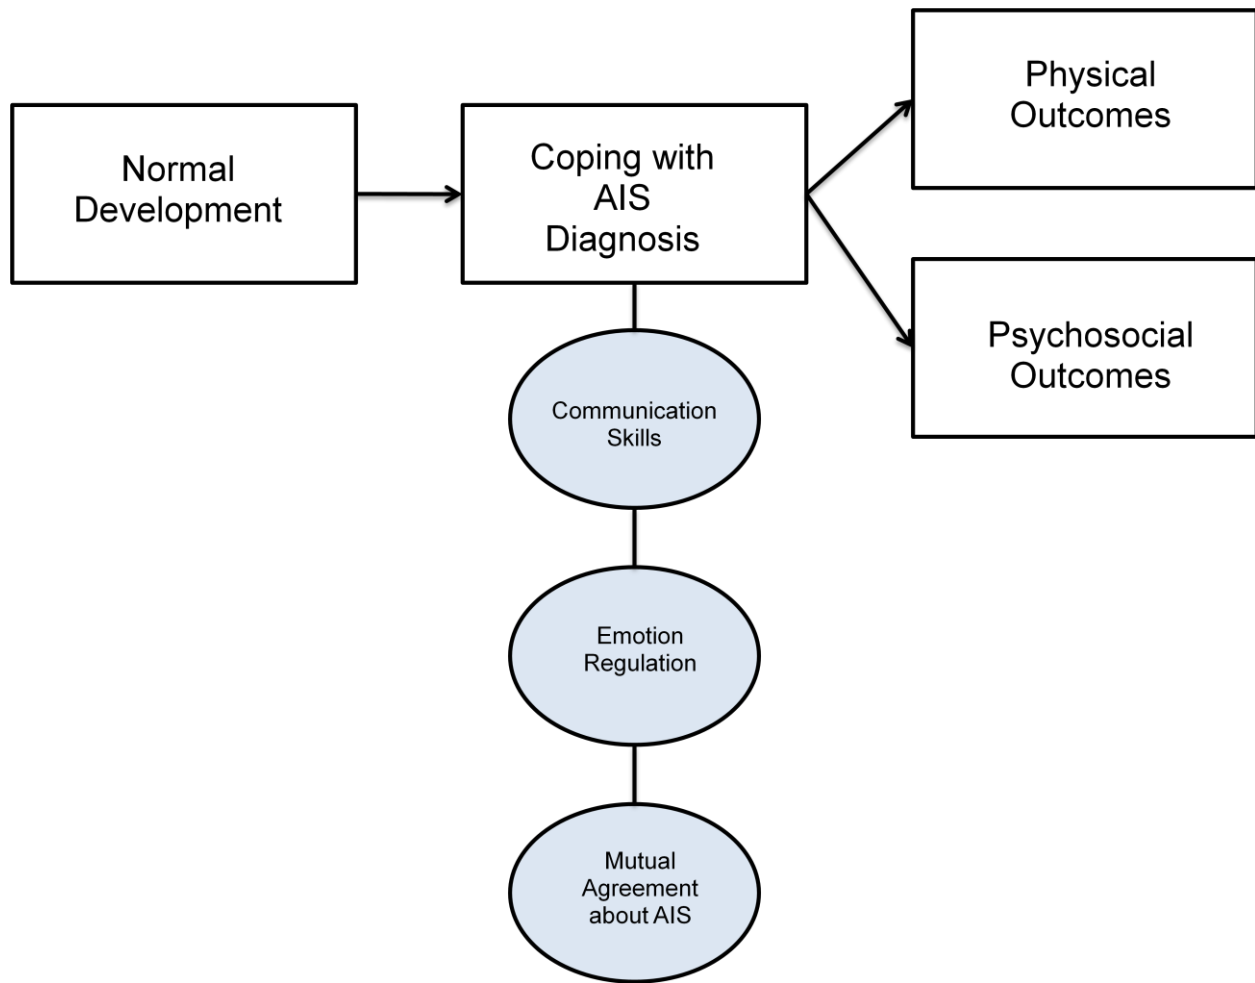 Normal
Development
Coping with
AIS
Diagnosis
Physical
Outcomes
Psychosocial
Outcomes
Communication
Skills
Emotion
Regulation
Mutual
Agreement
about AIS